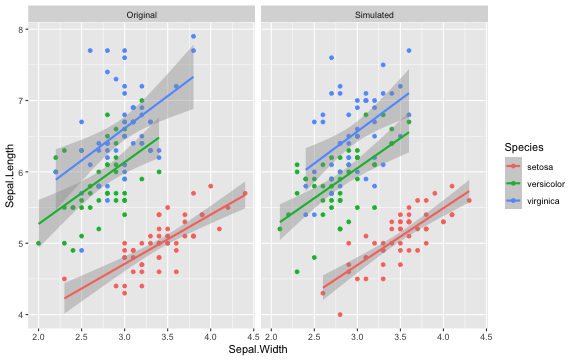 Original Simulated
8
7
6
5
4
Sepal.Length
2.0 2.5 3.0 3.5 4.0 4.5 2.0 2.5 3.0 3.5 4.0 4.5
Sepal.Width
Species
setosa
versicolor
virginica